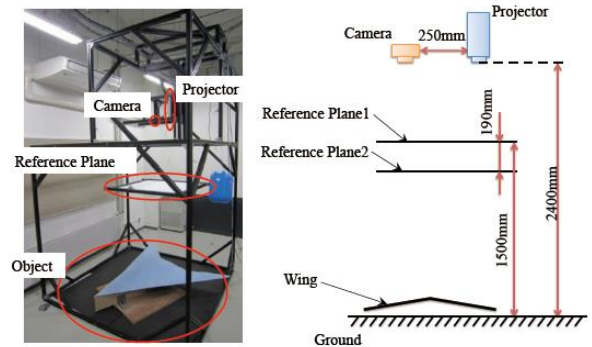 Camera
Projector
Reference Plane
Object
Projector
Camera
250mm
Reference Plane1
Reference Plane2
190mm
1500mm
2400mm
Wing
Ground